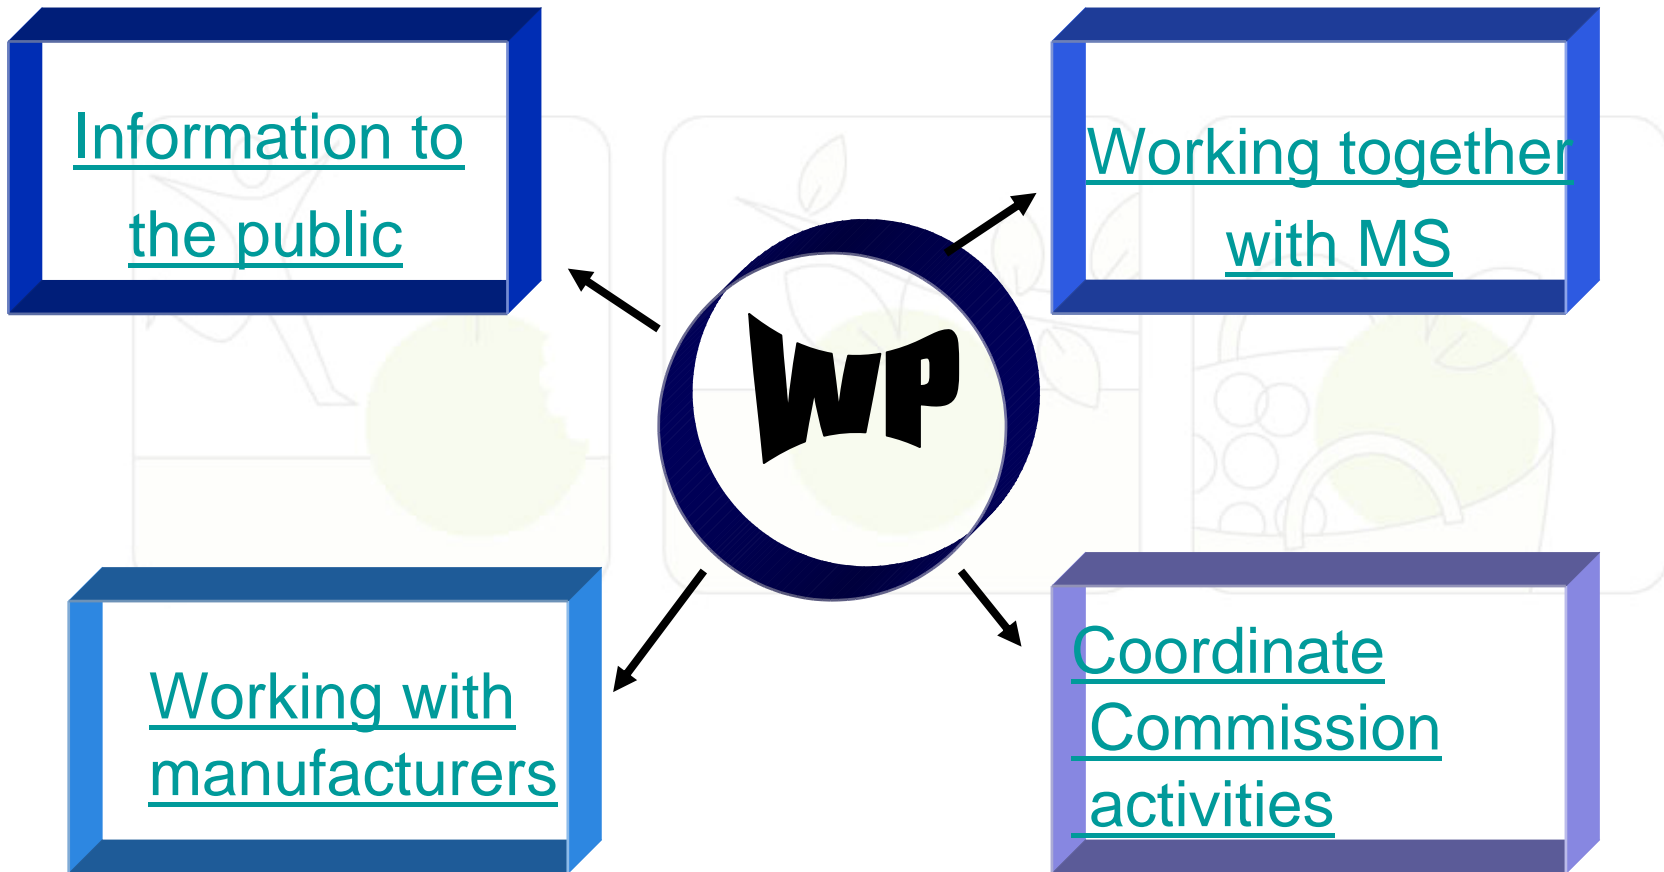 Information to
the public
Working together
with MS
WP
Working with
manufacturers
Coordinate
Commission
activities